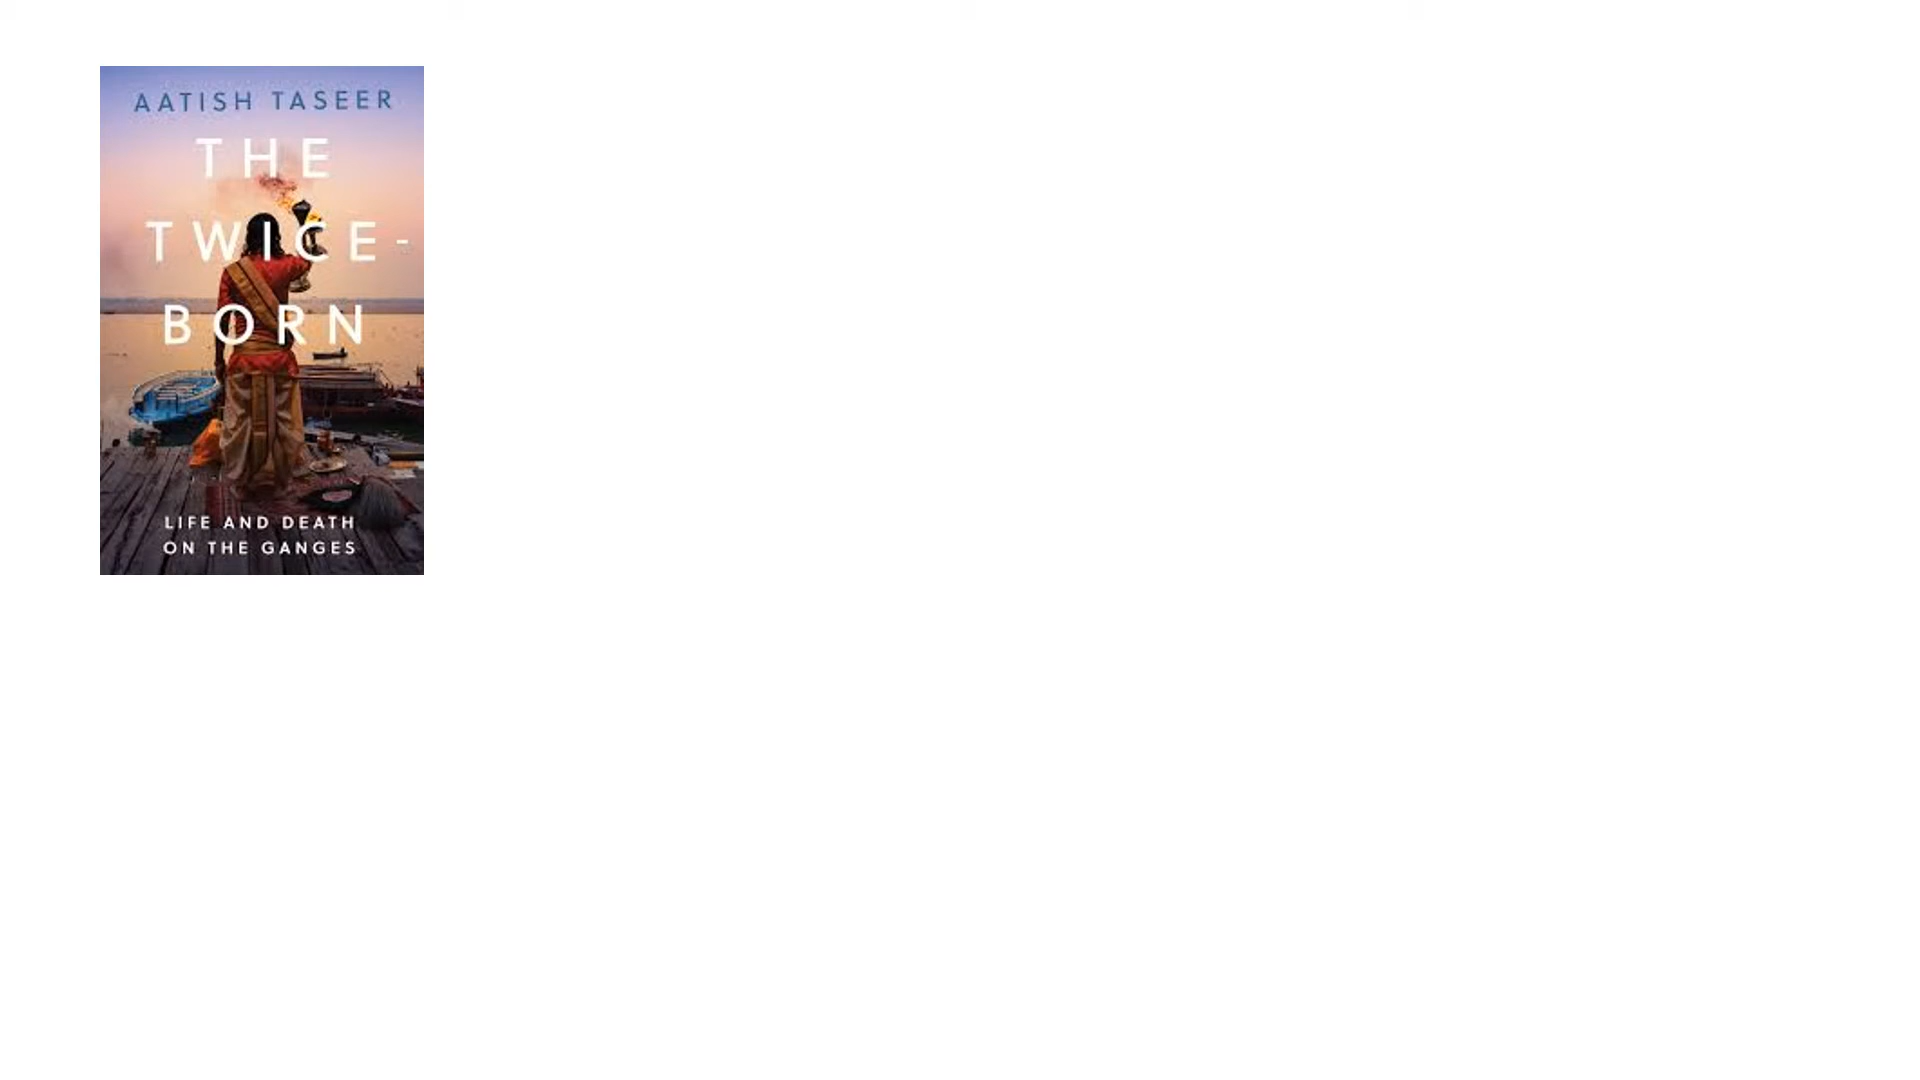 AATISH TASEER
THE
TWICE-
BORN
LIFE AND DEATH
ON THE GANGES